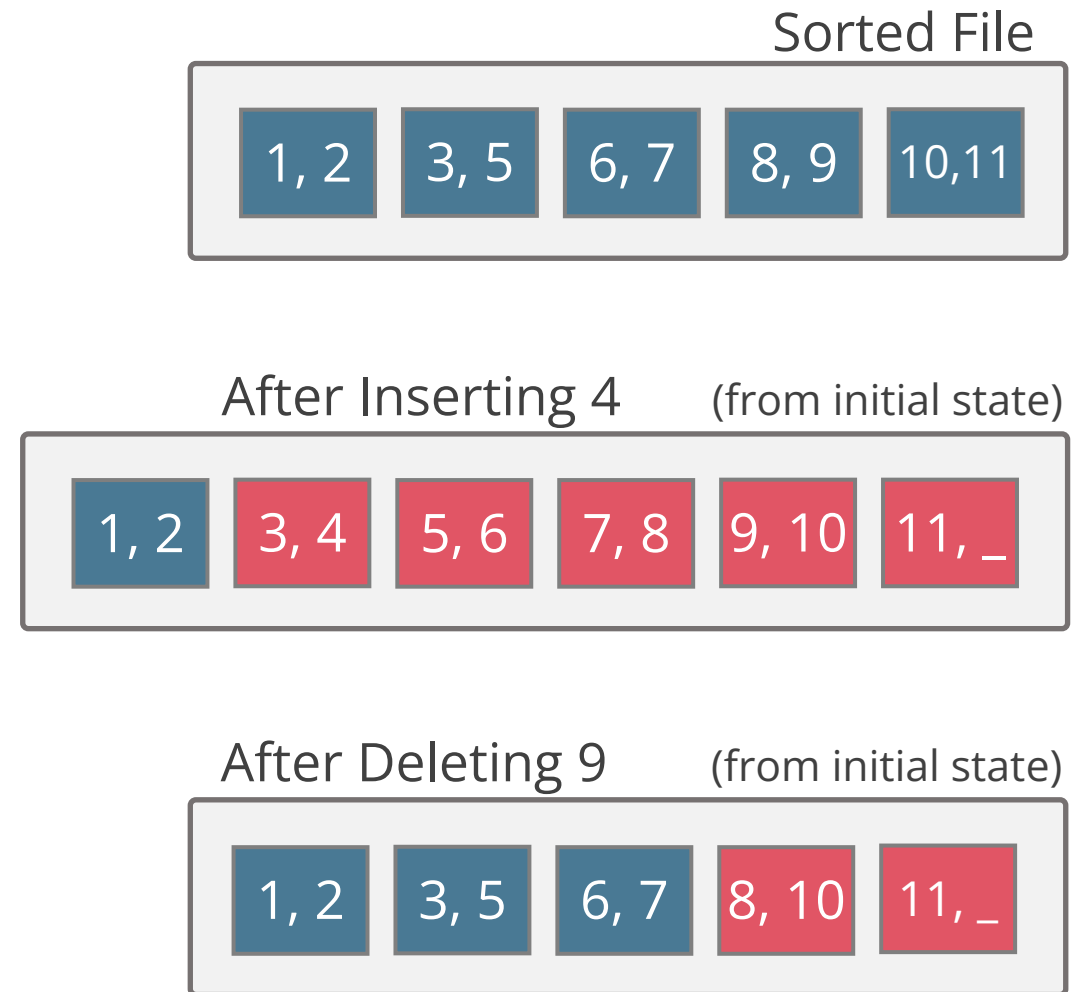 Sorted File
1, 2 3, 5 6, 7 8, 9 10,11
After Inserting 4 (from initial state)
1, 2 3, 4 5, 6 7, 8 9, 10 11, _
After Deleting 9 (from initial state)
1, 2 3, 5 6, 7 8, 10 11, _